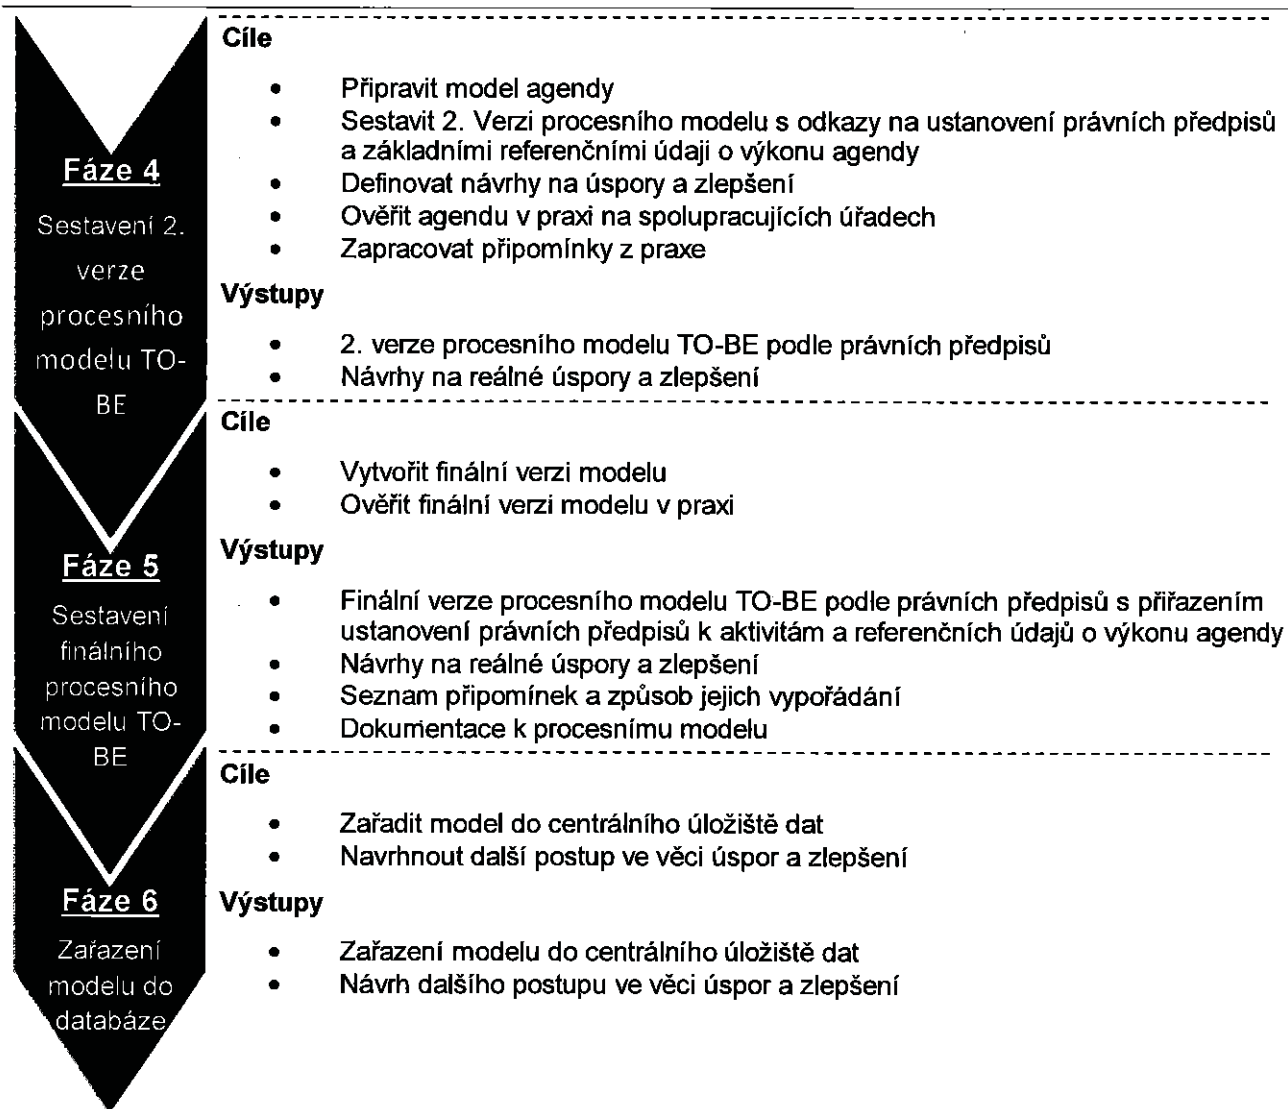 Fáze 4
Sestavení 2.
verze
procesního
modelu TO-
BE
Cíle
• Připravit model agendy
• Sestavit 2. Verzi procesního modelu s odkazy na ustanovení právních předpisů
a základními referenčními údaji o výkonu agendy
• Definovat návrhy na úspory a zlepšení
• Ověřit agendu v praxi na spolupracujících úřadech
• Zapracovat připomínky z praxe
Výstupy
• 2. verze procesního modelu TO-BE podle právních předpisů
• Návrhy na reálné úspory a zlepšení
Fáze 5
Sestavení
finálního
procesního
modelu TO-
BE
Cíle
• Vytvořit finální verzi modelu
• Ověřit finální verzi modelu v praxi
Výstupy
• Finální verze procesního modelu TO-BE podle právních předpisů s přiřazením
ustanovení právních předpisů k aktivitám a referenčních údajů o výkonu agendy
• Návrhy na reálné úspory a zlepšení
• Seznam připomínek a způsob jejich vypořádání
• Dokumentace k procesnímu modelu
Fáze 6
Zařazení
modelu do
databáze
Cíle
• Zařadit model do centrálního úložiště dat
• Navrhnout další postup ve věci úspor a zlepšení
Výstupy
• Zařazení modelu do centrálního úložiště dat
• Návrh dalšího postupu ve věci úspor a zlepšení